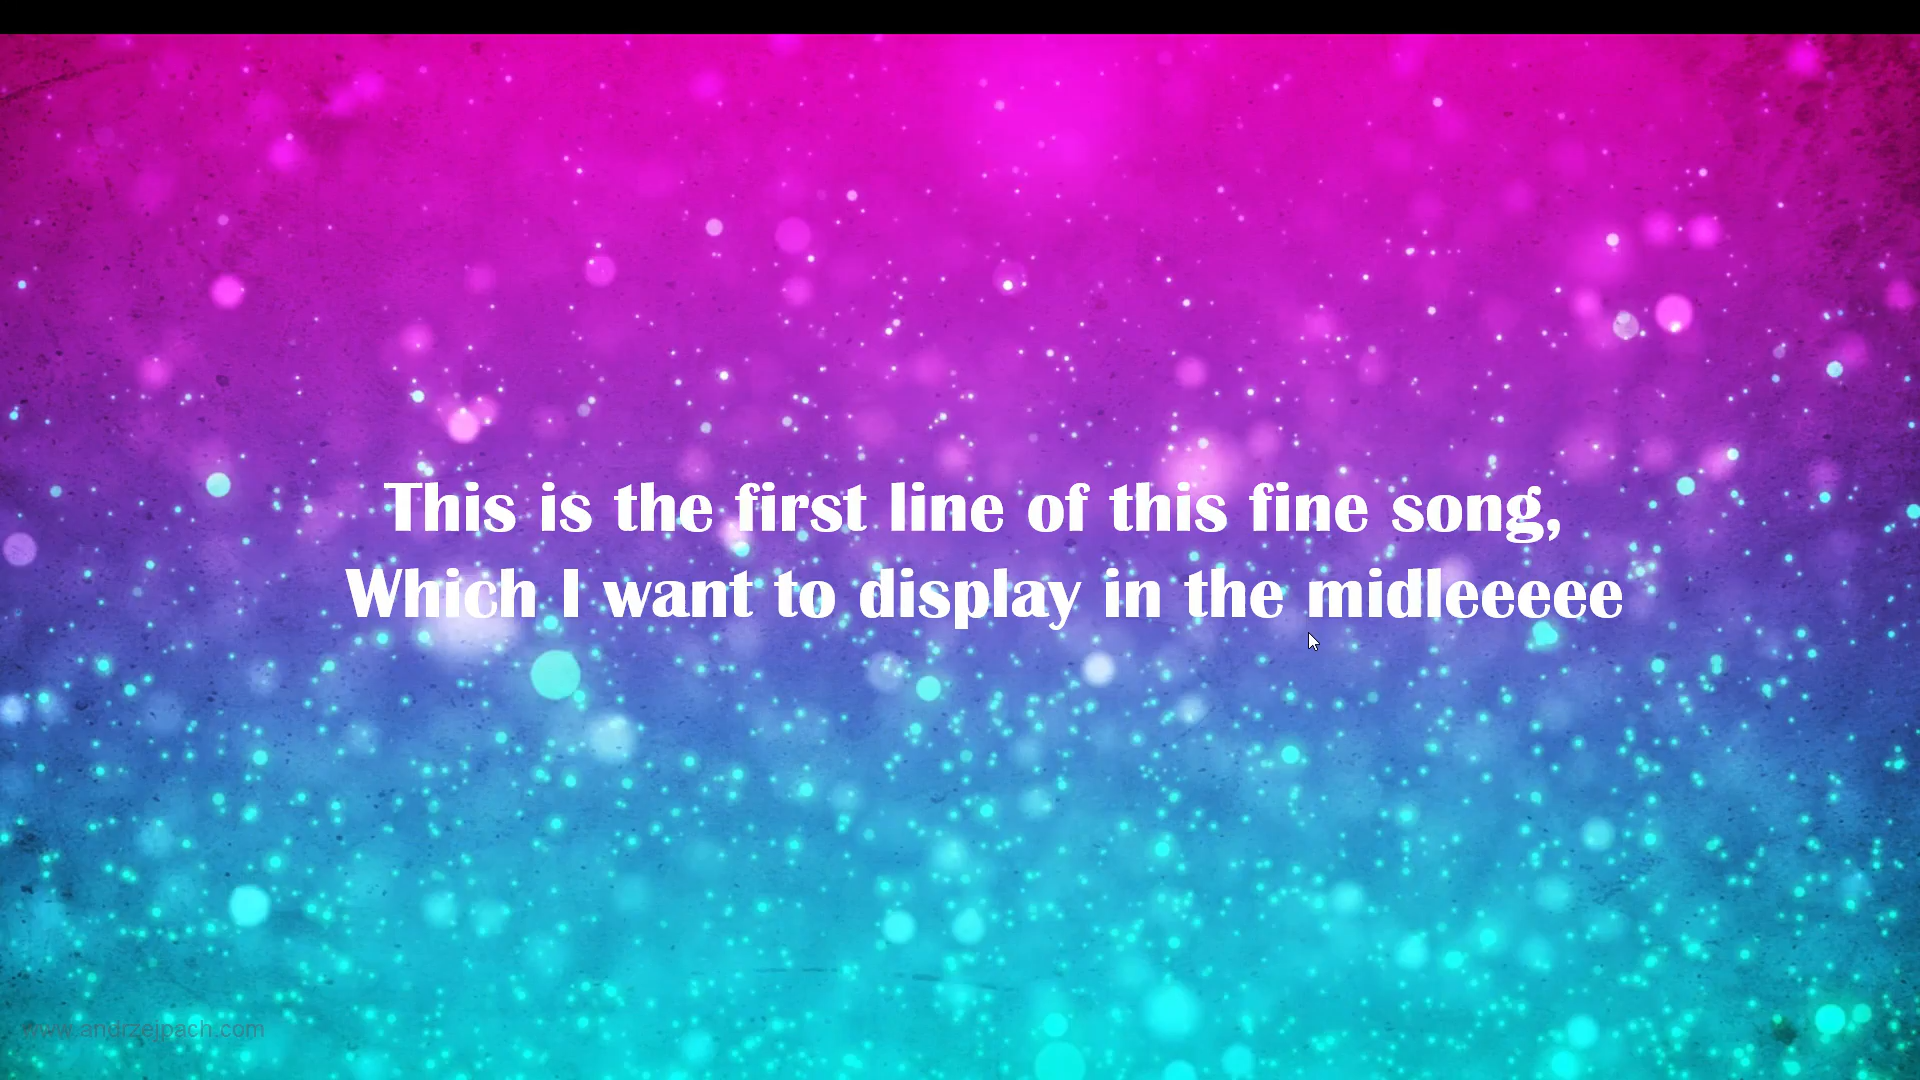 This is the first line of this fine song,
Which I want to display in the midleeeee
www.andrzejpach.com